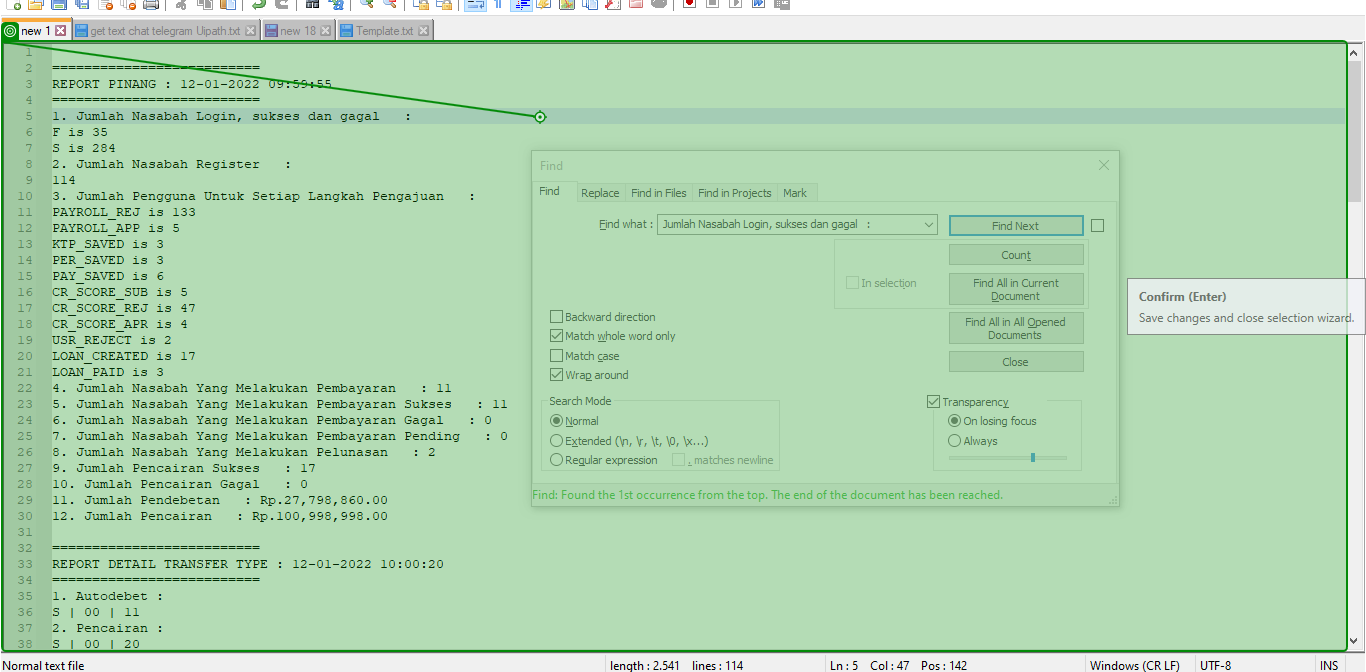 new 1
get text chat telegram Uipath.txt
new 18
Template.txt
1
2 ==========================
3 REPORT PINANG : 12-01-2022 09:59:55
4 ==========================
5 1. Jumlah Nasabah Login, sukses dan gagal   :
6 F is 35
7 S is 284
8 2. Jumlah Nasabah Register   :
9 114
10 3. Jumlah Pengguna Untuk Setiap Langkah Pengajuan   :
11 PAYROLL_REJ is 133
12 PAYROLL_APP is 5
13 KTP_SAVED is 3
14 PER_SAVED is 3
15 PAY_SAVED is 6
16 CR_SCORE_SUB is 5
17 CR_SCORE_REJ is 47
18 CR_SCORE_APR is 4
19 USR_REJECT is 2
20 LOAN_CREATED is 17
21 LOAN_PAID is 3
22 4. Jumlah Nasabah Yang Melakukan Pembayaran   : 11
23 5. Jumlah Nasabah Yang Melakukan Pembayaran Sukses   : 11
24 6. Jumlah Nasabah Yang Melakukan Pembayaran Gagal   : 0
25 7. Jumlah Nasabah Yang Melakukan Pembayaran Pending   : 0
26 8. Jumlah Nasabah Yang Melakukan Pelunasan   : 2
27 9. Jumlah Pencairan Sukses   : 17
28 10. Jumlah Pencairan Gagal   : 0
29 11. Jumlah Pendebetan   : Rp.27,798,860.00
30 12. Jumlah Pencairan   : Rp.100,998,998.00
31
32 ==========================
33 REPORT DETAIL TRANSFER TYPE : 12-01-2022 10:00:20
34 ==========================
35 1. Autodebet :
36 S | 00 | 11
37 2. Pencairan :
38 S | 00 | 20
Find
Find Replace Find in Files Find in Projects Mark
Find what : Jumlah Nasabah Login, sukses dan gagal   :
Find Next
Count
In selection
Find All in Current
Document
Find All in All Opened
Documents
Close
Backward direction
Match whole word only
Match case
Wrap around
Search Mode
Normal
Extended (\n, \r, \t, \0, \x...)
Regular expression
. matches newline
Transparency
On losing focus
Always
Find: Found the 1st occurrence from the top. The end of the document has been reached.
Confirm (Enter)
Save changes and close selection wizard.
Normal text file
length : 2.541 lines : 114
Ln : 5 Col : 47 Pos : 142
Windows (CR LF)
UTF-8
INS